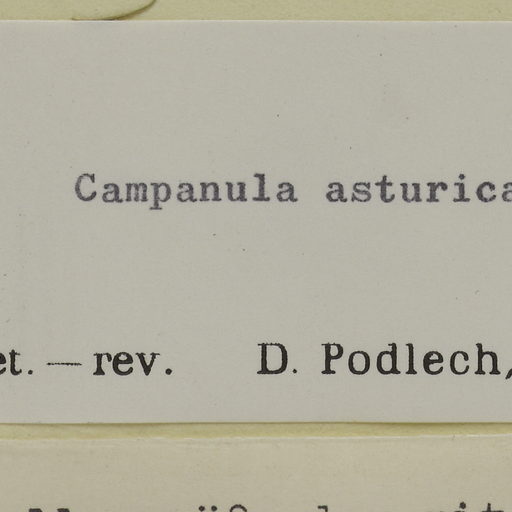 Campanula asturica
et. — rev. D. Podlech,